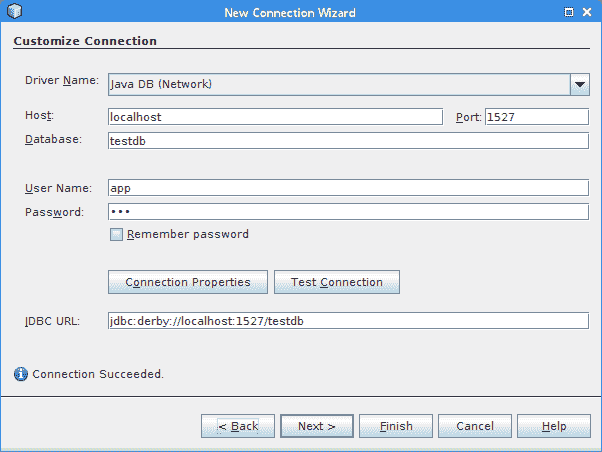 New Connection Wizard
Customize Connection
Driver Name: Java DB (Network)
Host: localhost Port: 1527
Database: testdb
User Name: app
Password: •••
Remember password
Connection Properties Test Connection
JDBC URL: jdbc:derby://localhost:1527/testdb
Connection Succeeded.
< Back Next > Finish Cancel Help